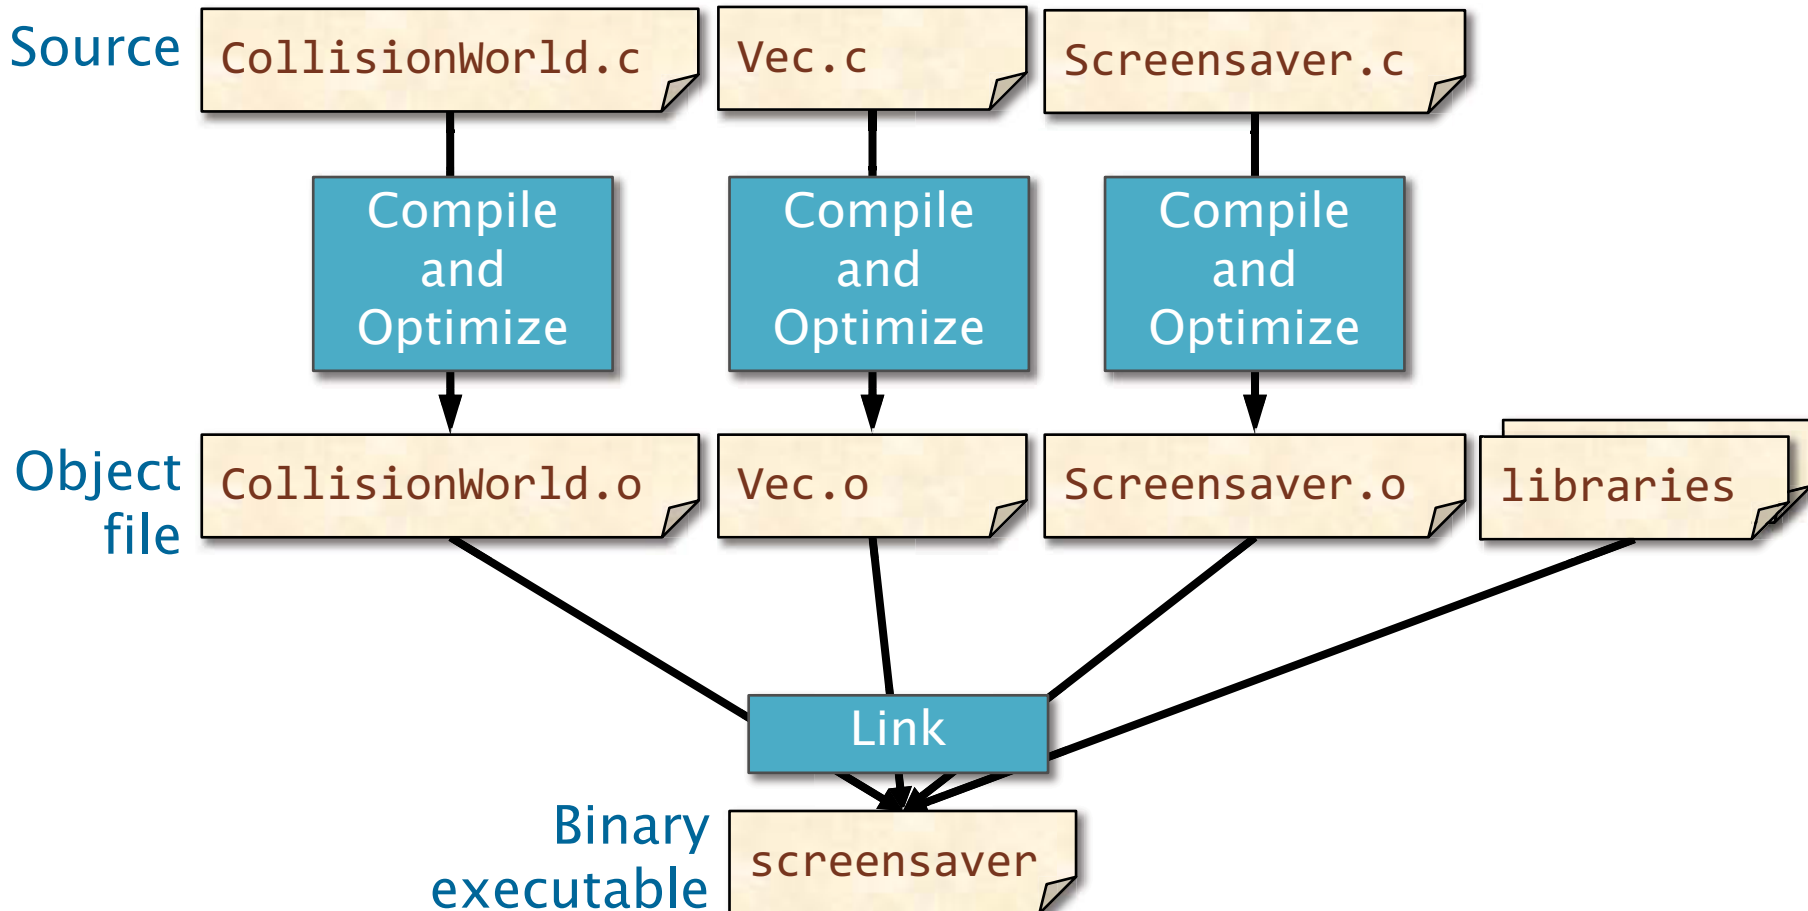 Source
CollisionWorld.c
Vec.c
Screensaver.c
Compile
and
Optimize
Compile
and
Optimize
Compile
and
Optimize
Object
file
CollisionWorld.o
Vec.o
Screensaver.o
libraries
Link
Binary
executable
screensaver